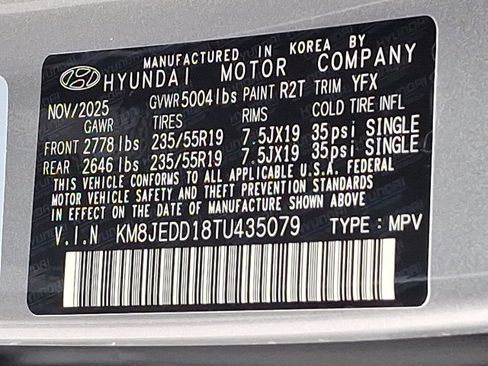 MANUFACTURED IN KOREA BY
HYUNDAI MOTOR COMPANY
NOV/2025 GVWR 5004 lbs PAINT R2T TRIM YFX
GAWR TIRES RIMS COLD TIRE INFL
FRONT 2778 lbs 235/55R19 7.5JX19 35psi SINGLE
REAR 2646 lbs 235/55R19 7.5JX19 35psi SINGLE
THIS VEHICLE CONFORMS TO ALL APPLICABLE U.S.A. FEDERAL
MOTOR VEHICLE SAFETY AND THEFT PREVENTION STANDARDS
IN EFFECT ON THE DATE OF MANUFACTURE SHOWN ABOVE
V.I.N KM8JEDD18TU435079 TYPE : MPV